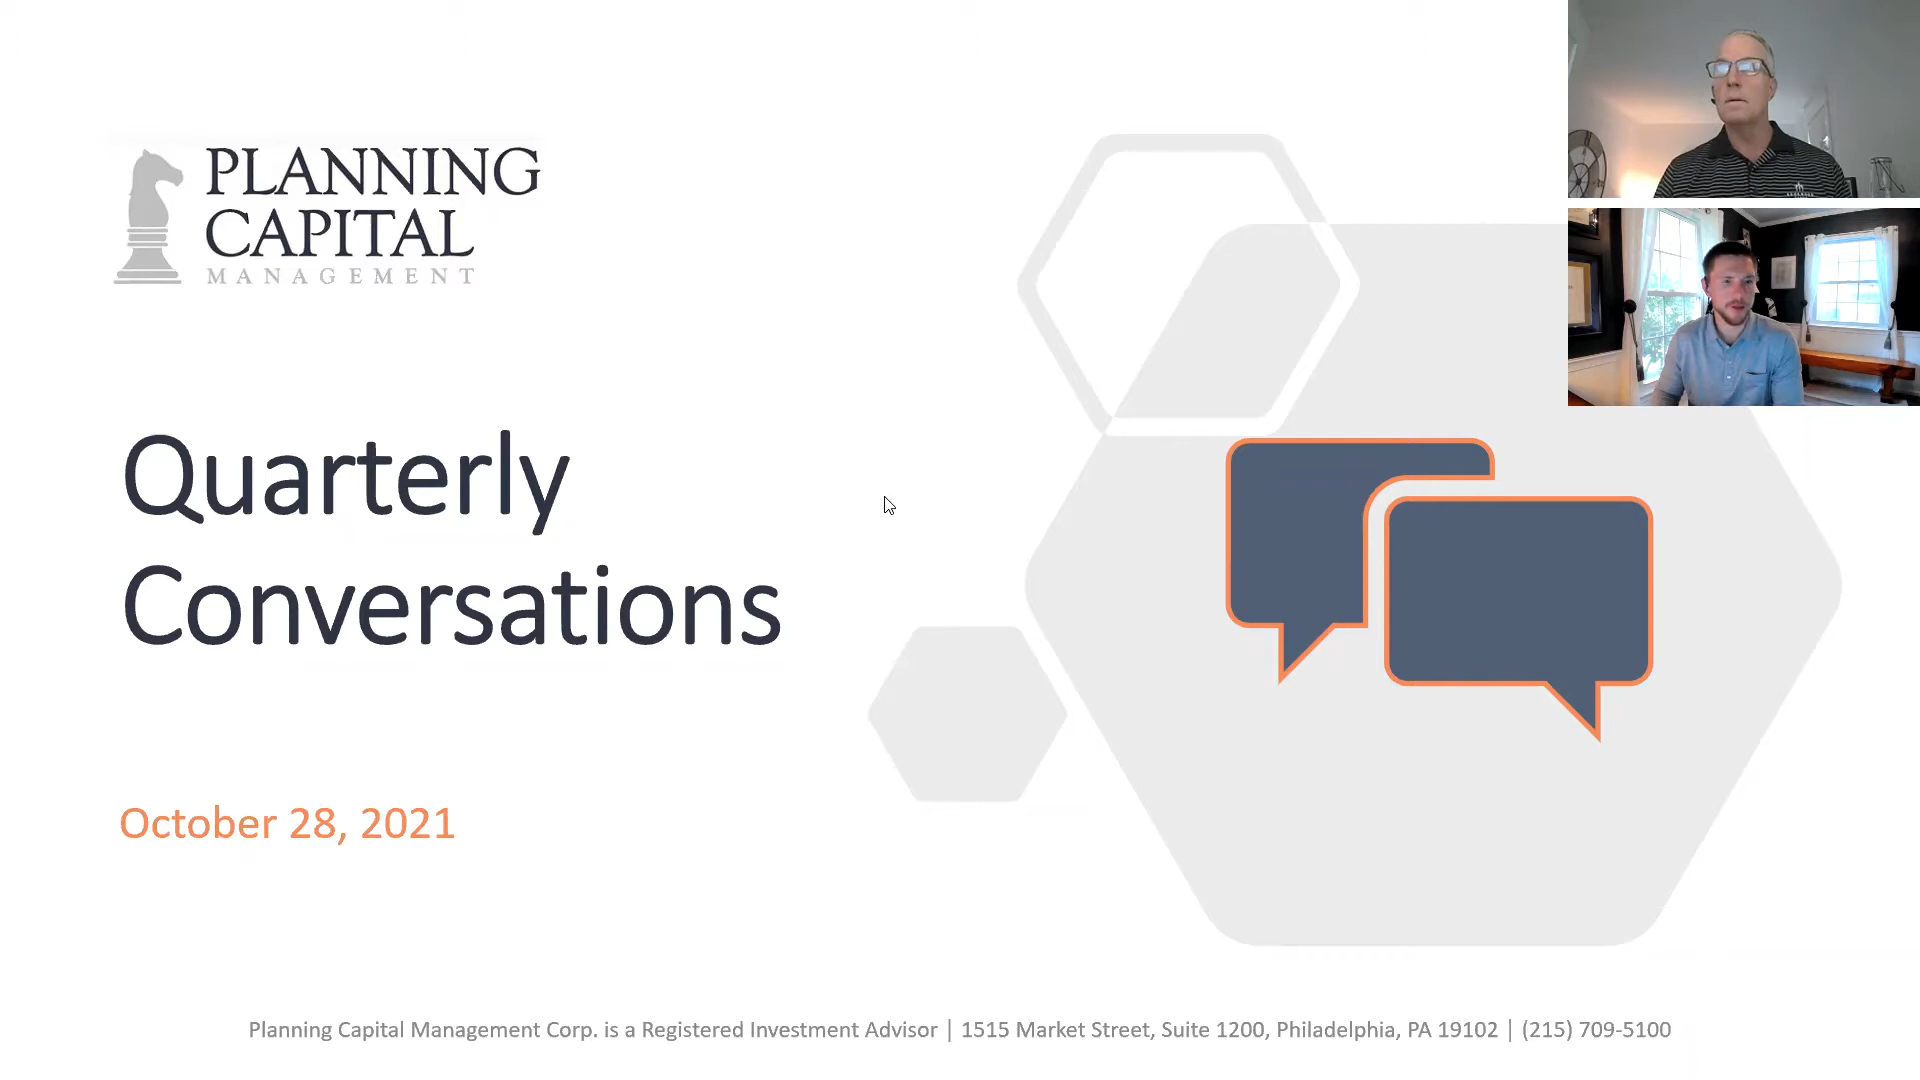 PLANNING
CAPITAL
MANAGEMENT
Quarterly
Conversations
October 28, 2021
Planning Capital Management Corp. is a Registered Investment Advisor | 1515 Market Street, Suite 1200, Philadelphia, PA 19102 | (215) 709-5100